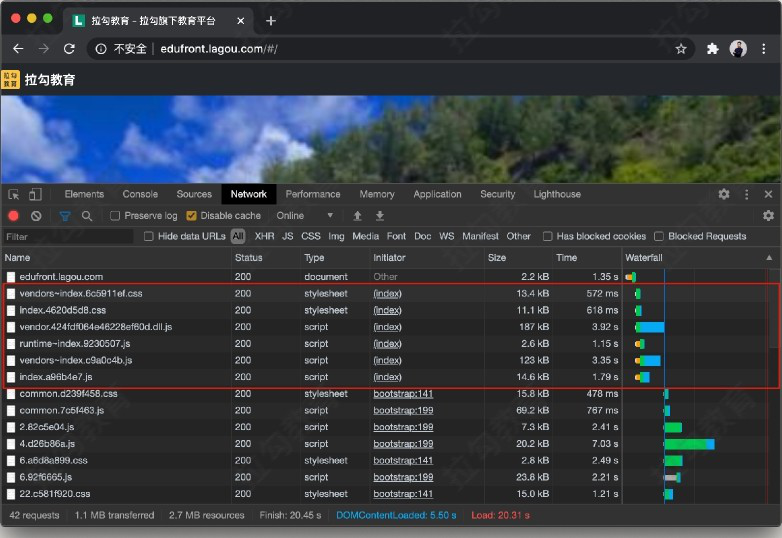 拉勾教育 - 拉勾旗下教育平台
不安全 edufront.lagou.com/#/
拉勾教育 拉勾教育
Elements Console Sources Network Performance Memory Application Security Lighthouse
Preserve log Disable cache Online
Filter Hide data URLs All XHR JS CSS Img Media Font Doc WS Manifest Other Has blocked cookies Blocked Requests
Name Status Type Initiator Size Time Waterfall
edufront.lagou.com 200 document Other 2.2 kB 1.35 s
vendors~index.6c5911ef.css 200 stylesheet (index) 13.4 kB 572 ms
index.4620d5d8.css 200 stylesheet (index) 11.1 kB 618 ms
vendor.424fdf064e46228ef60d.dll.js 200 script (index) 187 kB 3.92 s
runtime~index.9230507.js 200 script (index) 2.6 kB 1.15 s
vendors~index.c9a0c4b.js 200 script (index) 123 kB 3.35 s
index.a96b4e7.js 200 script (index) 14.6 kB 1.79 s
common.d239f458.css 200 stylesheet bootstrap:141 15.8 kB 478 ms
common.7c5f463.js 200 script bootstrap:199 69.2 kB 767 ms
2.82c5e04.js 200 script bootstrap:199 7.3 kB 2.41 s
4.d26b86a.js 200 script bootstrap:199 20.2 kB 7.03 s
6.a6d8a899.css 200 stylesheet bootstrap:141 2.8 kB 2.49 s
6.92f6665.js 200 script bootstrap:199 23.8 kB 2.21 s
22.c581f920.css 200 stylesheet bootstrap:141 15.0 kB 1.21 s
42 requests 1.1 MB transferred 2.7 MB resources Finish: 20.45 s DOMContentLoaded: 5.50 s Load: 20.31 s